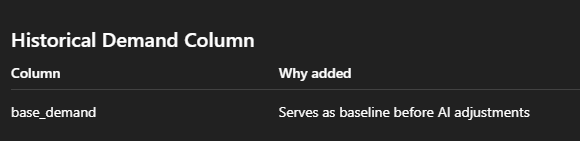 Historical Demand Column
Column Why added
base_demand Serves as baseline before AI adjustments